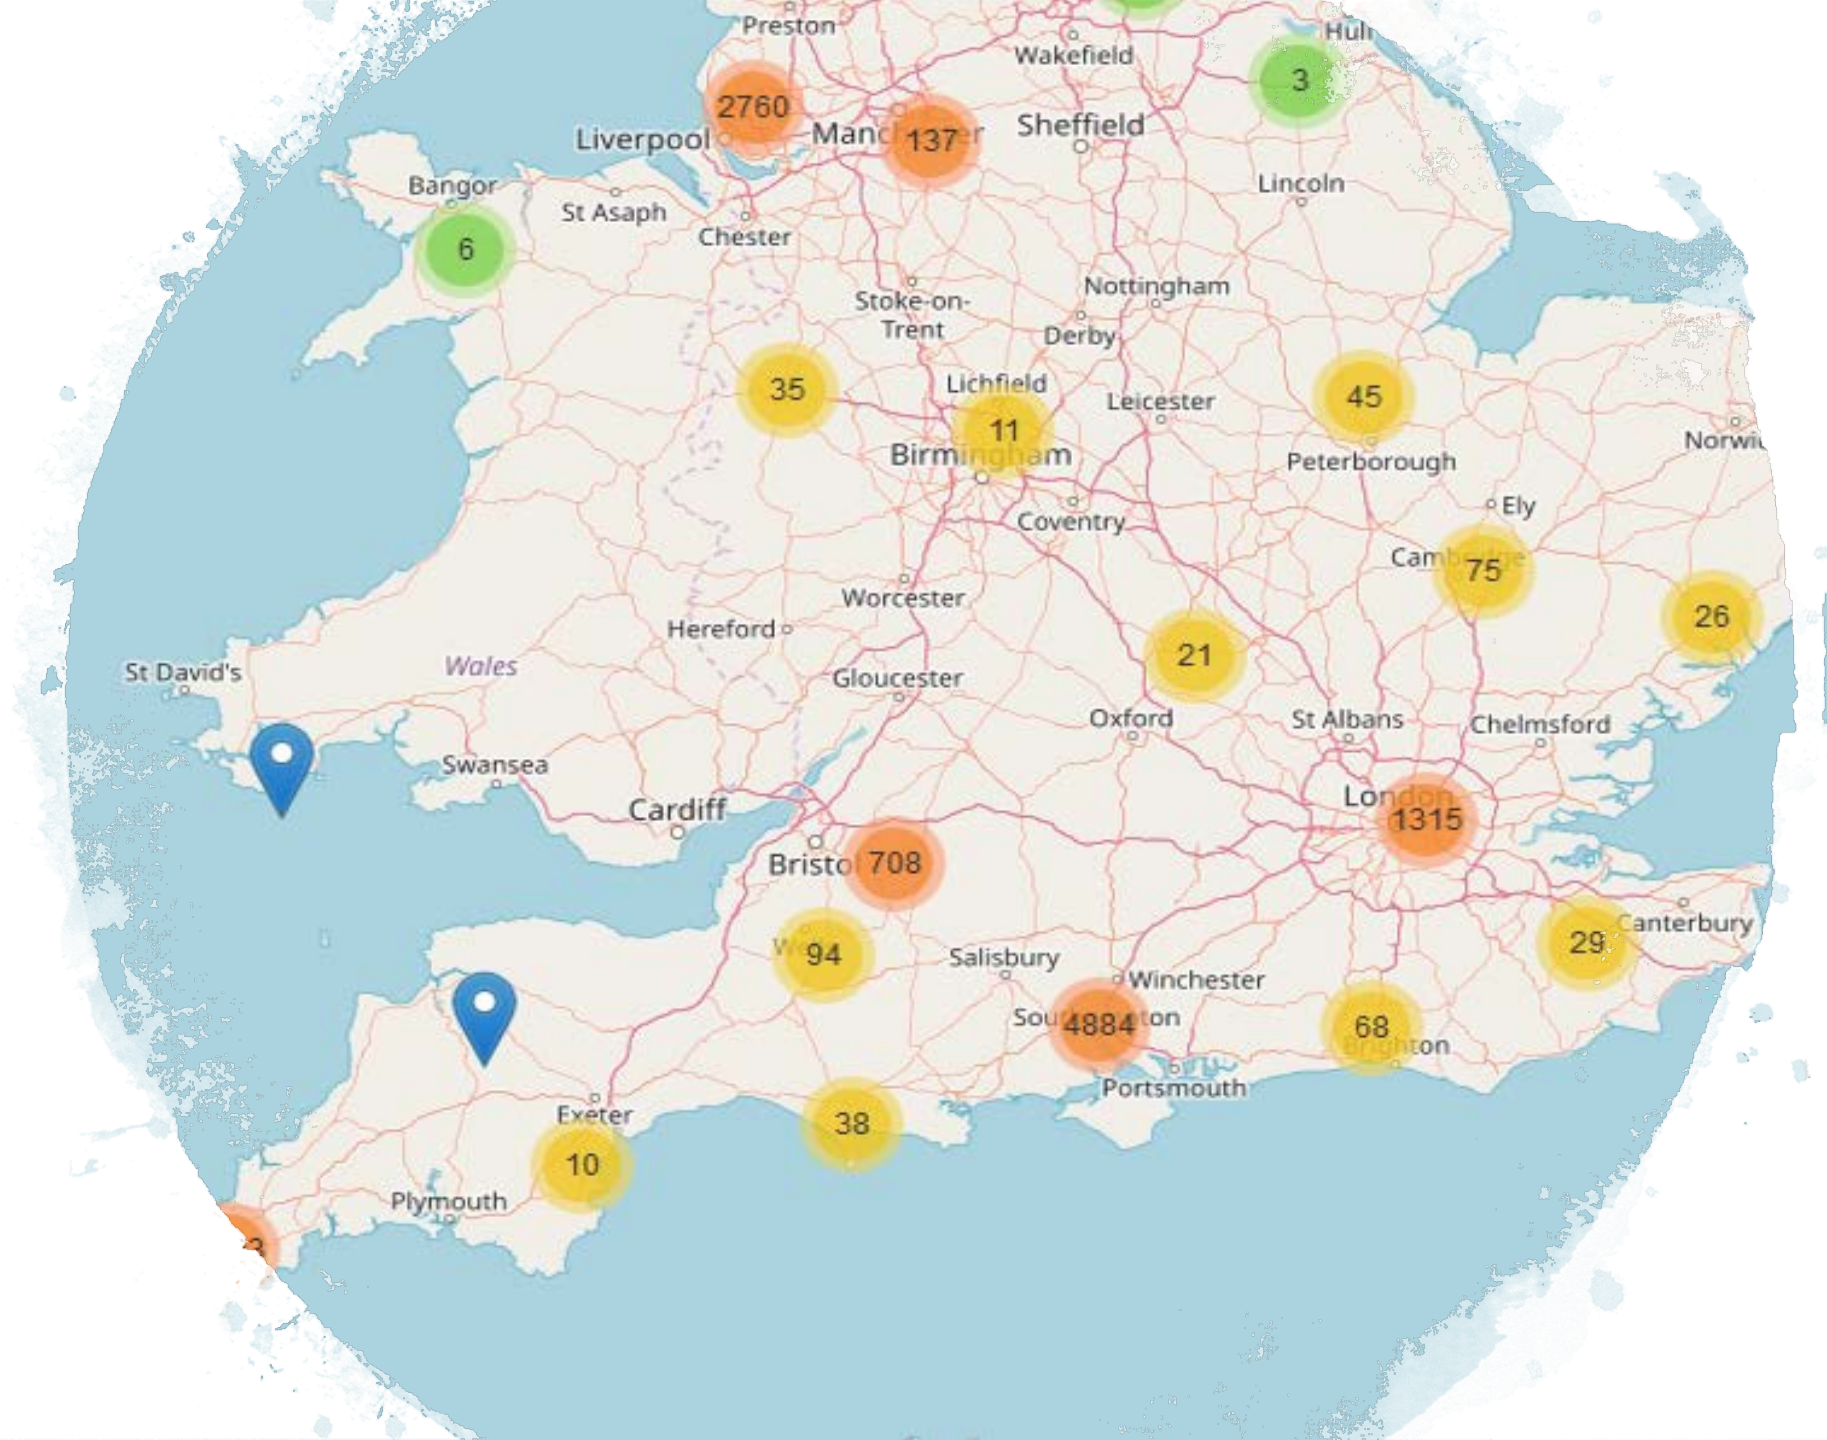 Preston
Hull
Wakefield
3
2760
Liverpool
137
Sheffield
Bangor
St Asaph
Lincoln
Chester
6
Nottingham
Stoke-on-
Trent
Derby
35
Lichfield
Leicester
45
11
Birmingham
Norwic
Peterborough
Ely
Coventry
75
Worcester
26
Hereford
21
St David's
Wales
Gloucester
Oxford
St Albans
Chelmsford
Swansea
London
Cardiff
1315
Bristol
708
Canterbury
94
29
Salisbury
Winchester
4884
68
Brighton
Portsmouth
Exeter
38
10
Plymouth
3